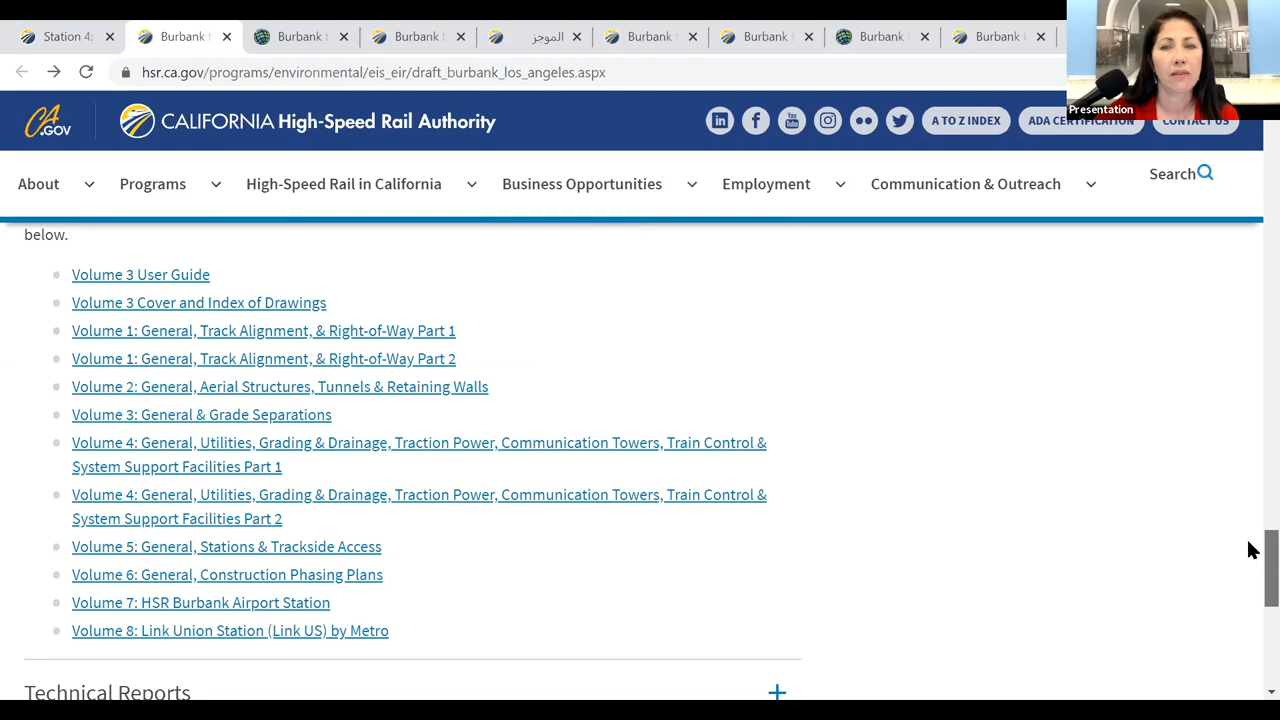 Station 4:
Burbank t
Burbank t
Burbank t
الموجز
Burbank t
Burbank t
Burbank t
Burbank t
hsr.ca.gov/programs/environmental/eis_eir/draft_burbank_los_angeles.aspx
Presentation
CA.GOV
CALIFORNIA High-Speed Rail Authority
A TO Z INDEX
ADA CERTIFICATION
CONTACT US
About
Programs
High-Speed Rail in California
Business Opportunities
Employment
Communication & Outreach
Search
below.
Volume 3 User Guide
Volume 3 Cover and Index of Drawings
Volume 1: General, Track Alignment, & Right-of-Way Part 1
Volume 1: General, Track Alignment, & Right-of-Way Part 2
Volume 2: General, Aerial Structures, Tunnels & Retaining Walls
Volume 3: General & Grade Separations
Volume 4: General, Utilities, Grading & Drainage, Traction Power, Communication Towers, Train Control &
System Support Facilities Part 1
Volume 4: General, Utilities, Grading & Drainage, Traction Power, Communication Towers, Train Control &
System Support Facilities Part 2
Volume 5: General, Stations & Trackside Access
Volume 6: General, Construction Phasing Plans
Volume 7: HSR Burbank Airport Station
Volume 8: Link Union Station (Link US) by Metro
Technical Reports